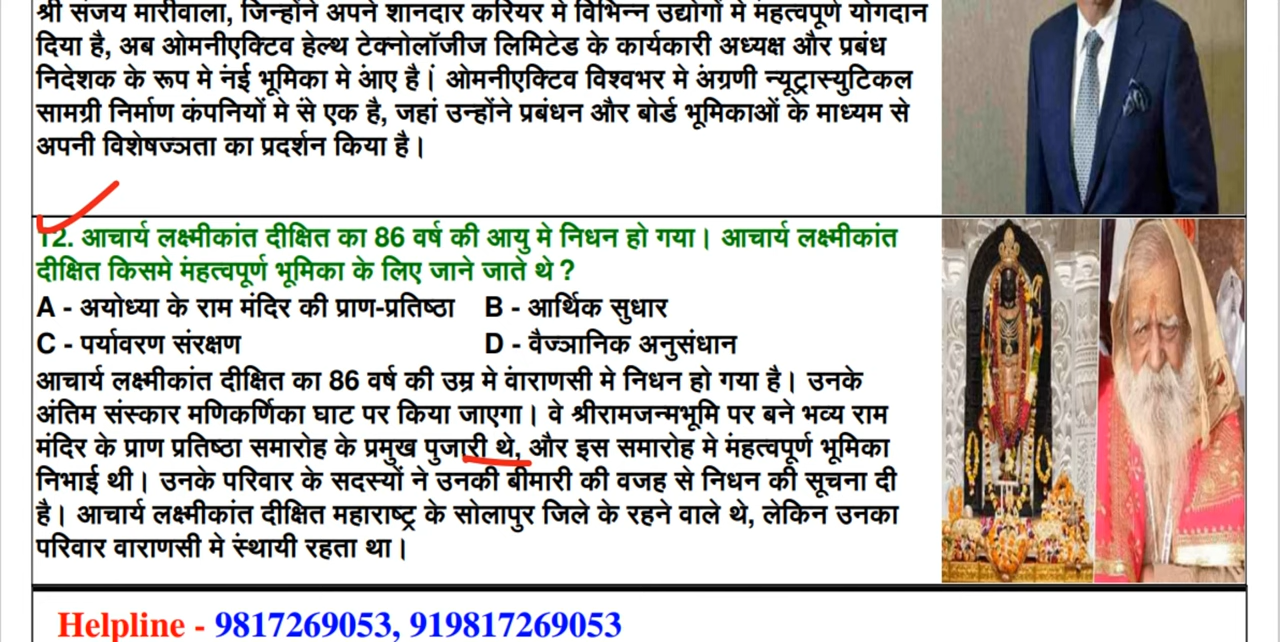 श्री संजय मारीवाला, जिन्होंने अपने शानदार करियर मे विभिन्न उद्योगों मे मंहत्वपूर्ण योगदान
दिया है, अब ओमनीएक्टिव हेल्थ टेक्नोलॉजीज लिमिटेड के कार्यकारी अध्यक्ष और प्रबंध
निदेशक के रूप मे नंई भूमिका मे आए है। ओमनीएक्टिव विश्वभर मे अंग्रणी न्यूट्रास्युटिकल
सामग्री निर्माण कंपनियों मे सें एक है, जहां उन्होंने प्रबंधन और बोर्ड भूमिकाओं के माध्यम से
अपनी विशेषज्ञता का प्रदर्शन किया है।
12. आचार्य लक्ष्मीकांत दीक्षित का 86 वर्ष की आयु मे निधन हो गया। आचार्य लक्ष्मीकांत
दीक्षित किसमे मंहत्वपूर्ण भूमिका के लिए जाने जाते थे ?
A - अयोध्या के राम मंदिर की प्राण-प्रतिष्ठा B - आर्थिक सुधार
C - पर्यावरण संरक्षण D - वैज्ञानिक अनुसंधान
आचार्य लक्ष्मीकांत दीक्षित का 86 वर्ष की उम्र मे वांराणसी मे निधन हो गया है। उनके
अंतिम संस्कार मणिकर्णिका घाट पर किया जाएगा। वे श्रीरामजन्मभूमि पर बने भव्य राम
मंदिर के प्राण प्रतिष्ठा समारोह के प्रमुख पुजारी थे, और इस समारोह मे मंहत्वपूर्ण भूमिका
निभाई थी। उनके परिवार के सदस्यों ने उनकी बीमारी की वजह से निधन की सूचना दी
है। आचार्य लक्ष्मीकांत दीक्षित महाराष्ट्र के सोलापुर जिले के रहने वाले थे, लेकिन उनका
परिवार वाराणसी मे स्थांयी रहता था।
Helpline - 9817269053, 919817269053